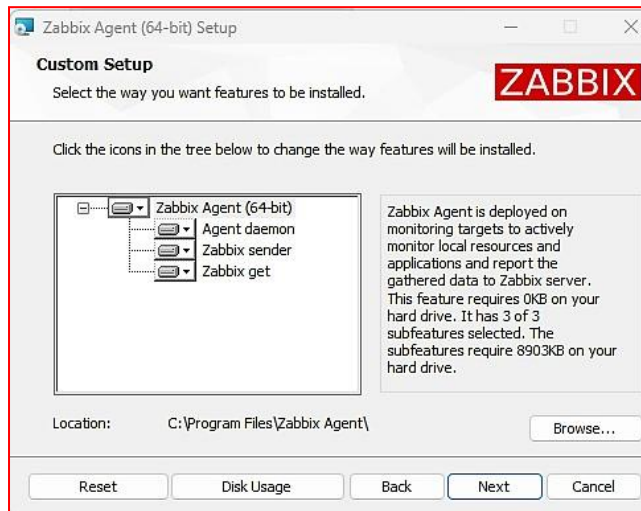 Zabbix Agent (64-bit) Setup
Custom Setup
Select the way you want features to be installed.
ZABBIX
Click the icons in the tree below to change the way features will be installed.
Zabbix Agent (64-bit)
Agent daemon
Zabbix sender
Zabbix get
Zabbix Agent is deployed on
monitoring targets to actively
monitor local resources and
applications and report the
gathered data to Zabbix server.
This feature requires 0KB on your
hard drive. It has 3 of 3
subfeatures selected. The
subfeatures require 8903KB on your
hard drive.
Location: C:\Program Files\Zabbix Agent\
Browse...
Reset Disk Usage Back Next Cancel